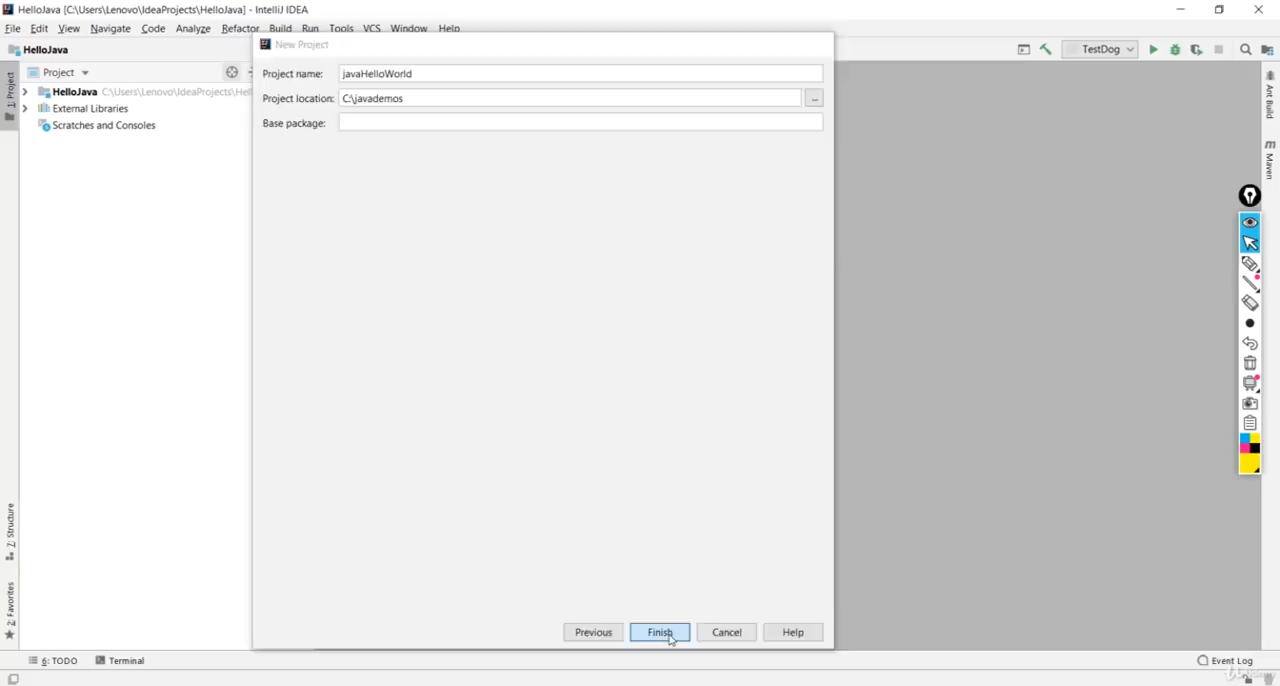 HelloJava [C:\Users\Lenovo\IdeaProjects\HelloJava] - IntelliJ IDEA
File Edit View Navigate Code Analyze Refactor Build Run Tools VCS Window Help
HelloJava
TestDog
New Project
Project name: javaHelloWorld
Project location: C:\javademos
...
Base package:
1: Project
Project
HelloJava C:\Users\Lenovo\IdeaProjects\Hel
External Libraries
Scratches and Consoles
Ant Build
m Maven
7: Structure
2: Favorites
Previous Finish Cancel Help
6: TODO Terminal Event Log